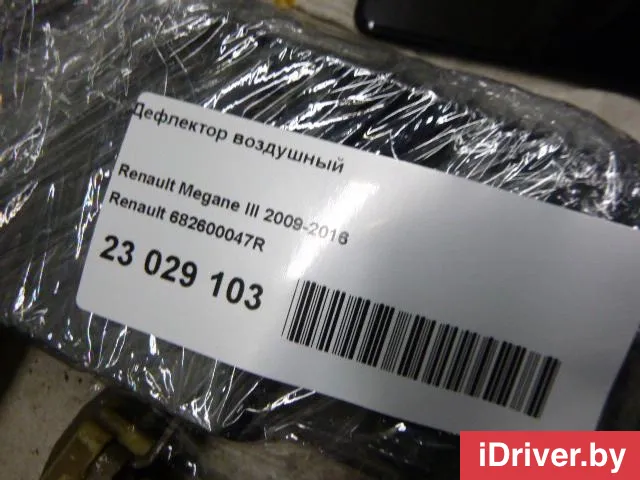 Дефлектор воздушный
Renault Megane III 2009-2016
Renault 682600047R
23 029 103
iDriver.by